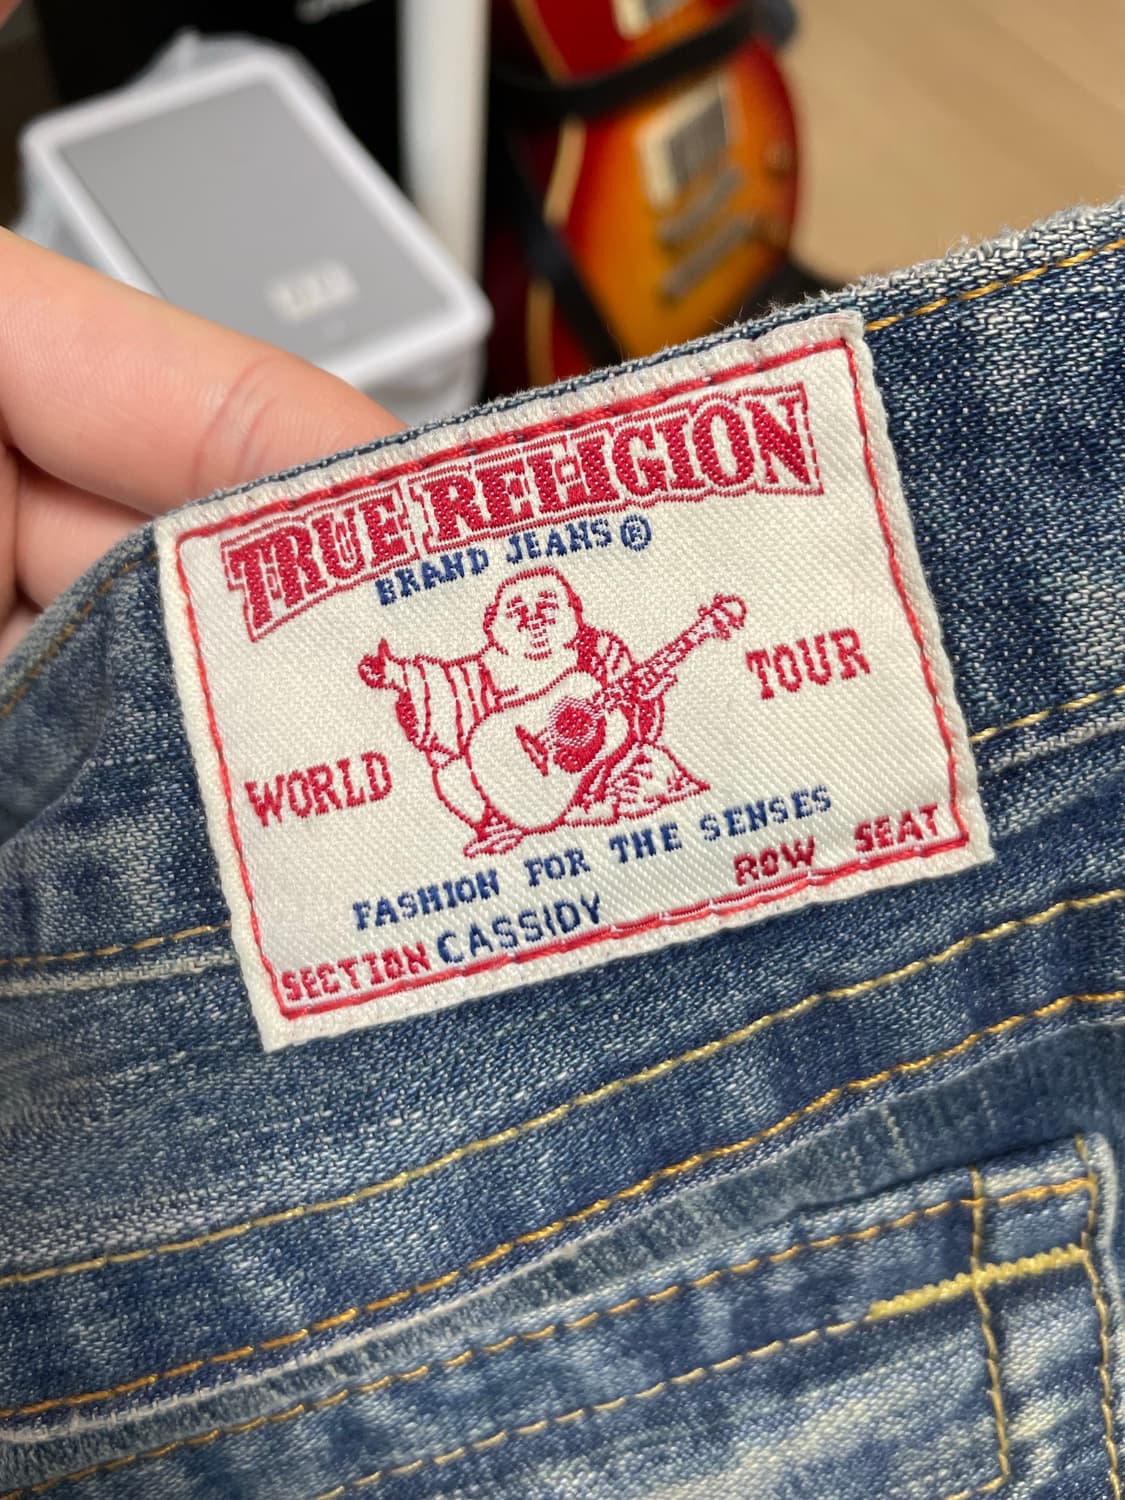 TRUE RELIGION
BRAND JEANS®
WORLD TOUR
FASHION FOR THE SENSES
SECTION CASSIDY ROW SEAT